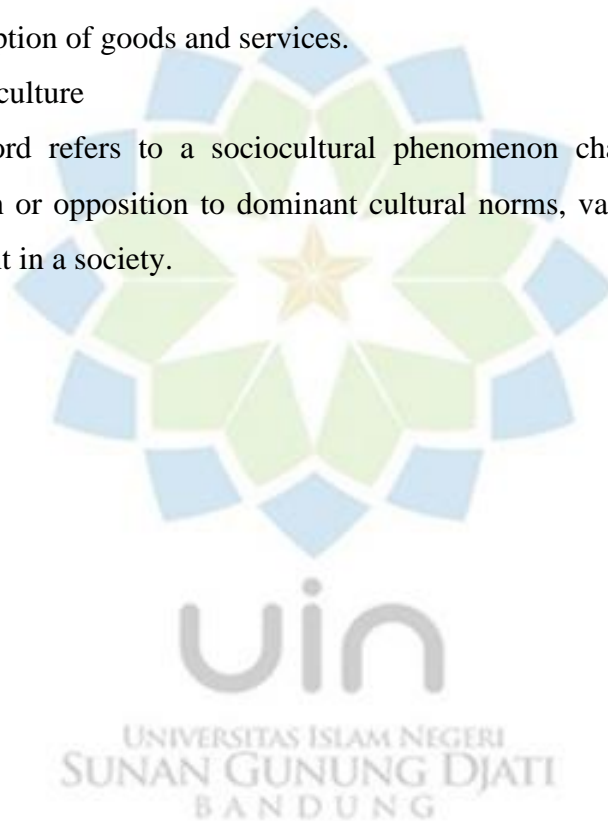 ption of goods and services.
culture
ord refers to a sociocultural phenomenon cha
n or opposition to dominant cultural norms, va
t in a society.
uin
UNIVERSITAS ISLAM NEGERI
SUNAN GUNUNG DJATI
BANDUNG